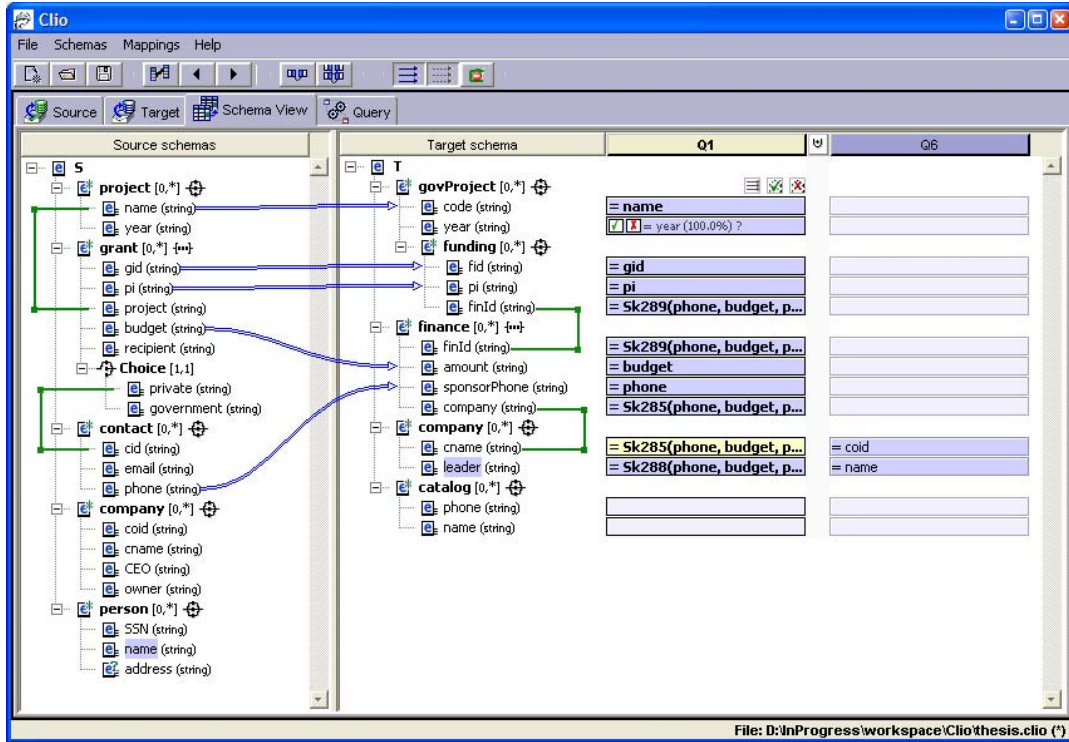 Clio
File Schemas Mappings Help
Source Target Schema View Query
Source schemas Target schema Q1 ⊎ Q6
S
project [0,*]
name (string)
year (string)
grant [0,*]
gid (string)
pi (string)
project (string)
budget (string)
recipient (string)
Choice [1,1]
private (string)
government (string)
contact [0,*]
cid (string)
email (string)
phone (string)
company [0,*]
coid (string)
cname (string)
CEO (string)
owner (string)
person [0,*]
SSN (string)
name (string)
address (string)
T
govProject [0,*]
code (string) = name
year (string) = year (100.0%) ?
funding [0,*]
fid (string) = gid
pi (string) = pi
finId (string) = Sk289(phone, budget, p...
finance [0,*]
finId (string) = Sk289(phone, budget, p...
amount (string) = budget
sponsorPhone (string) = phone
company (string) = Sk285(phone, budget, p...
company [0,*]
cname (string) = Sk285(phone, budget, p... = coid
leader (string) = Sk288(phone, budget, p... = name
catalog [0,*]
phone (string)
name (string)
File: D:\InProgress\workspace\Clio\thesis.clio (*)